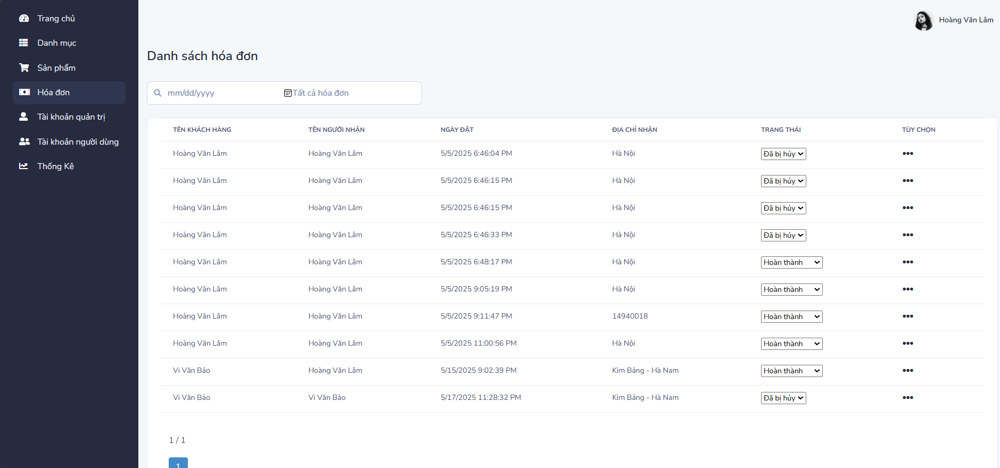 Trang chủ
Danh mục
Sản phẩm
Hóa đơn
Tài khoản quản trị
Tài khoản người dùng
Thống Kê
Hoàng Văn Lâm
Danh sách hóa đơn
mm/dd/yyyy Tất cả hóa đơn
TÊN KHÁCH HÀNG TÊN NGƯỜI NHẬN NGÀY ĐẶT ĐỊA CHỈ NHẬN TRẠNG THÁI TÙY CHỌN
Hoàng Văn Lâm Hoàng Văn Lâm 5/5/2025 6:46:04 PM Hà Nội Đã bị hủy
Hoàng Văn Lâm Hoàng Văn Lâm 5/5/2025 6:46:15 PM Hà Nội Đã bị hủy
Hoàng Văn Lâm Hoàng Văn Lâm 5/5/2025 6:46:15 PM Hà Nội Đã bị hủy
Hoàng Văn Lâm Hoàng Văn Lâm 5/5/2025 6:46:33 PM Hà Nội Đã bị hủy
Hoàng Văn Lâm Hoàng Văn Lâm 5/5/2025 6:48:17 PM Hà Nội Hoàn thành
Hoàng Văn Lâm Hoàng Văn Lâm 5/5/2025 9:05:19 PM Hà Nội Hoàn thành
Hoàng Văn Lâm Hoàng Văn Lâm 5/5/2025 9:11:47 PM 14940018 Hoàn thành
Hoàng Văn Lâm Hoàng Văn Lâm 5/5/2025 11:00:56 PM Hà Nội Hoàn thành
Vi Văn Bảo Hoàng Văn Lâm 5/15/2025 9:02:39 PM Kim Bảng - Hà Nam Hoàn thành
Vi Văn Bảo Vi Văn Bảo 5/17/2025 11:28:32 PM Kim Bảng - Hà Nam Đã bị hủy
1 / 1
1